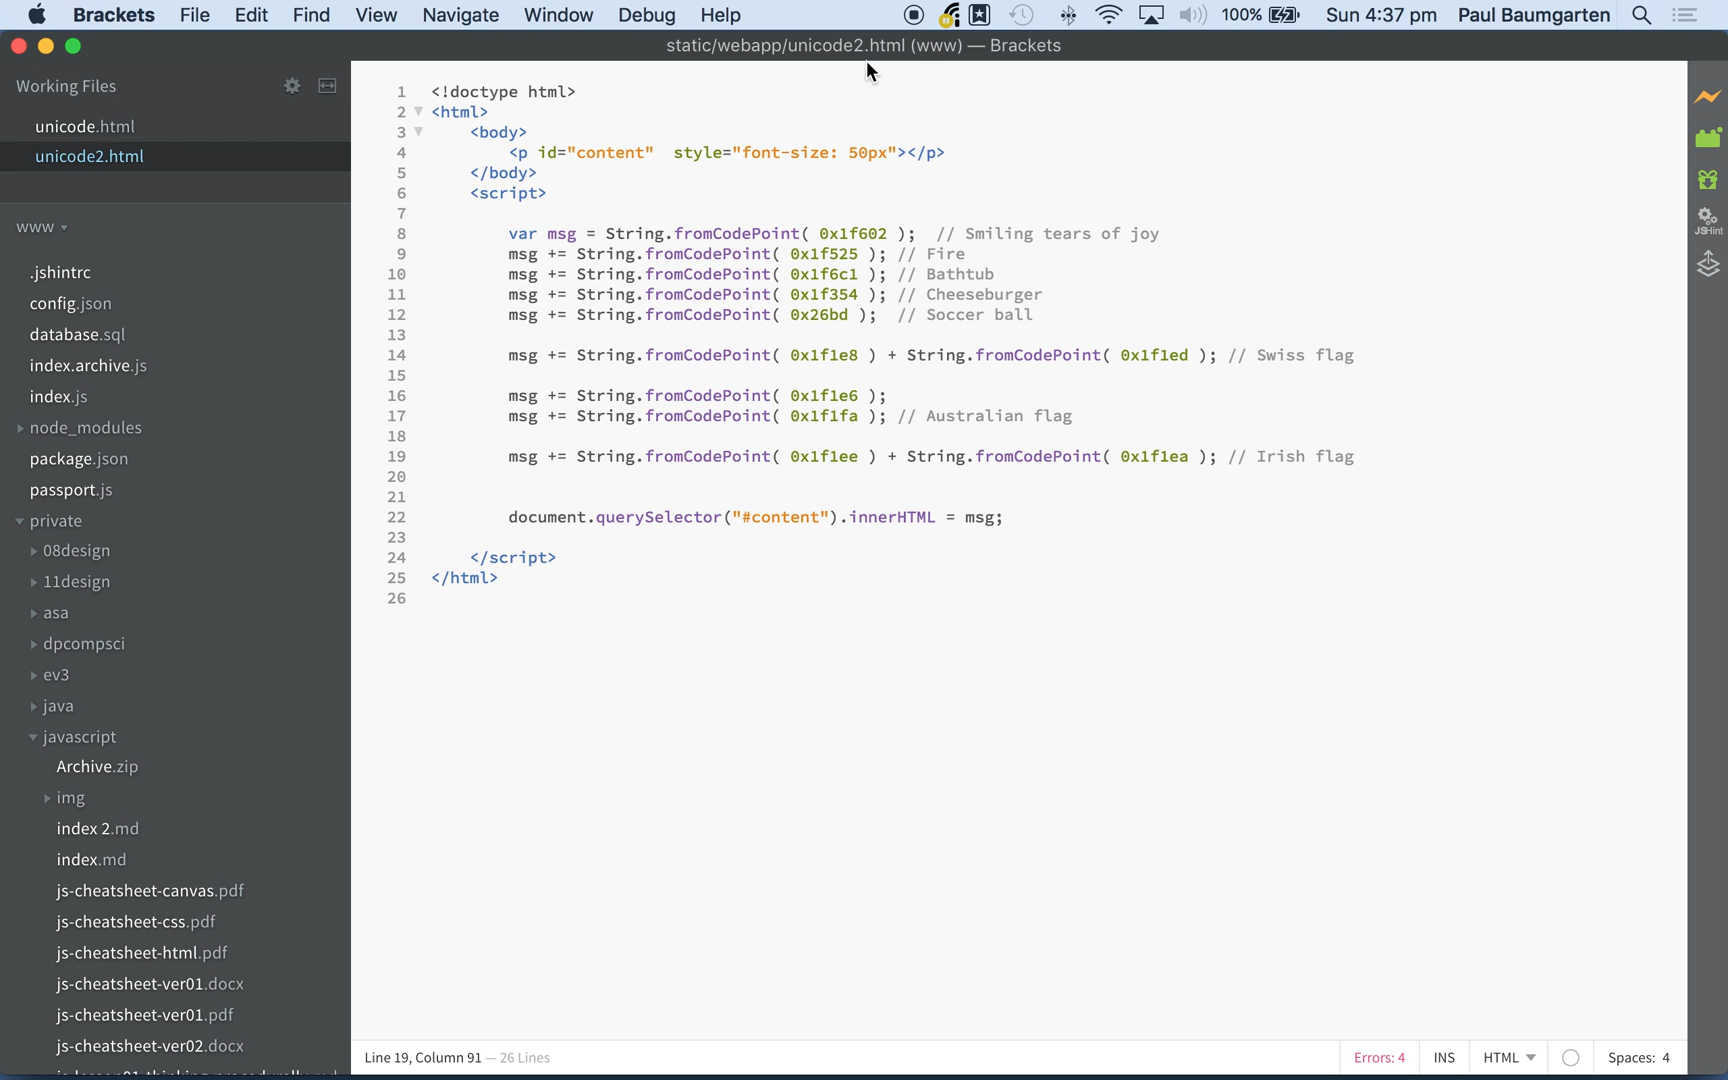 Brackets File Edit Find View Navigate Window Debug Help 100% Sun 4:37 pm Paul Baumgarten
static/webapp/unicode2.html (www) — Brackets
Working Files
unicode.html
unicode2.html
www
.jshintrc
config.json
database.sql
index.archive.js
index.js
node_modules
package.json
passport.js
private
08design
11design
asa
dpcompsci
ev3
java
javascript
Archive.zip
img
index 2.md
index.md
js-cheatsheet-canvas.pdf
js-cheatsheet-css.pdf
js-cheatsheet-html.pdf
js-cheatsheet-ver01.docx
js-cheatsheet-ver01.pdf
js-cheatsheet-ver02.docx
1 <!doctype html>
2 <html>
3 <body>
4 <p id="content"  style="font-size: 50px"></p>
5 </body>
6 <script>
7
8 var msg = String.fromCodePoint( 0x1f602 );  // Smiling tears of joy
9 msg += String.fromCodePoint( 0x1f525 ); // Fire
10 msg += String.fromCodePoint( 0x1f6c1 ); // Bathtub
11 msg += String.fromCodePoint( 0x1f354 ); // Cheeseburger
12 msg += String.fromCodePoint( 0x26bd );  // Soccer ball
13
14 msg += String.fromCodePoint( 0x1f1e8 ) + String.fromCodePoint( 0x1f1ed ); // Swiss flag
15
16 msg += String.fromCodePoint( 0x1f1e6 );
17 msg += String.fromCodePoint( 0x1f1fa ); // Australian flag
18
19 msg += String.fromCodePoint( 0x1f1ee ) + String.fromCodePoint( 0x1f1ea ); // Irish flag
20
21
22 document.querySelector("#content").innerHTML = msg;
23
24 </script>
25 </html>
26
JSHint
Line 19, Column 91 — 26 Lines
Errors: 4 INS HTML Spaces: 4